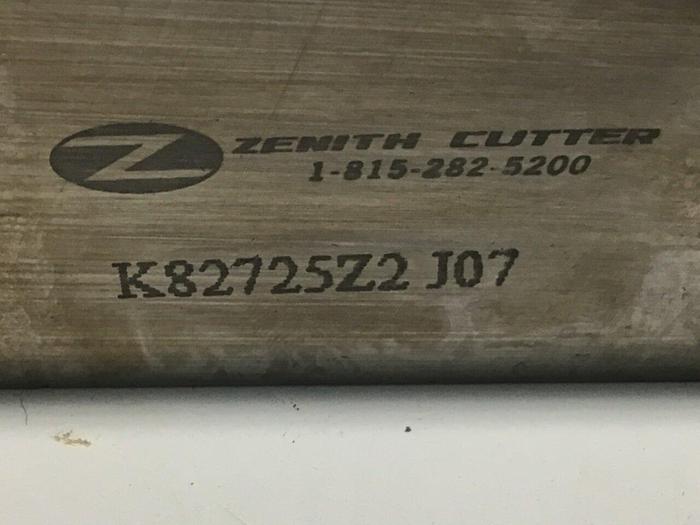 Z ZENITH CUTTER
1-815-282-5200
K82725Z2 J07